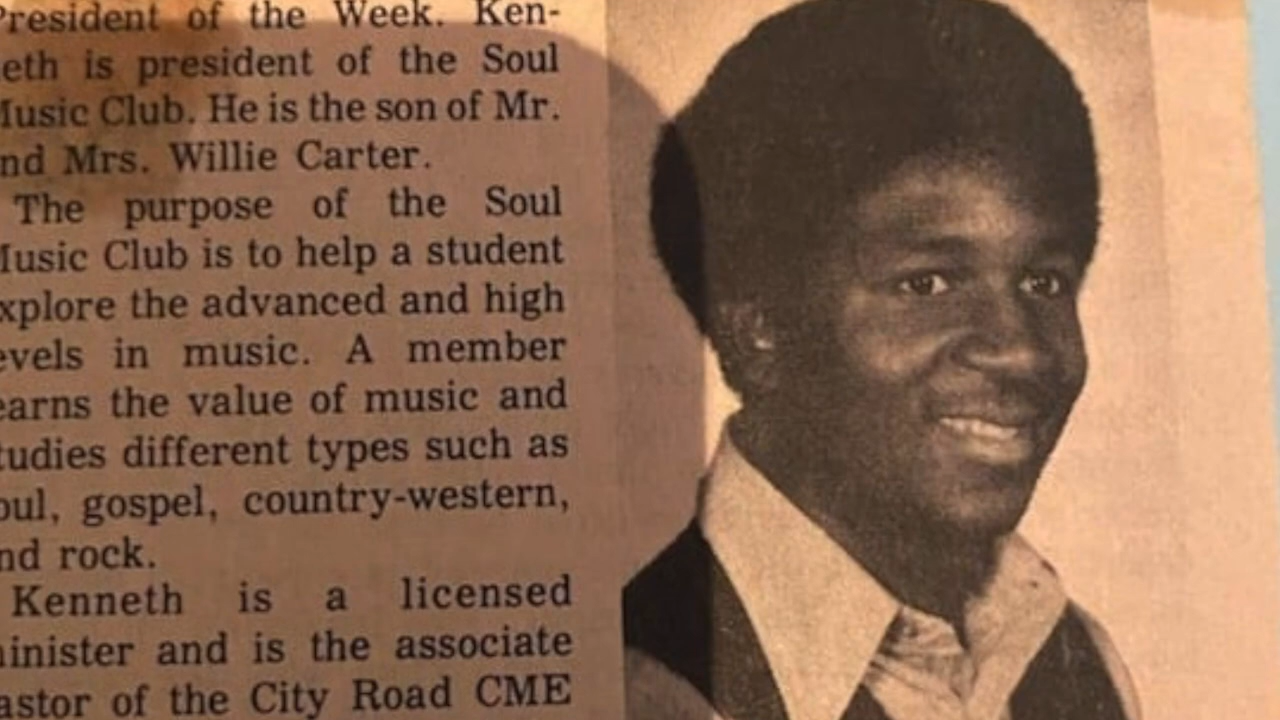 President of the Week. Ken-
eth is president of the Soul
Music Club. He is the son of Mr.
nd Mrs. Willie Carter.
The purpose of the Soul
Music Club is to help a student
xplore the advanced and high
evels in music. A member
earns the value of music and
tudies different types such as
oul, gospel, country-western,
nd rock.
Kenneth is a licensed
inister and is the associate
astor of the City Road CME